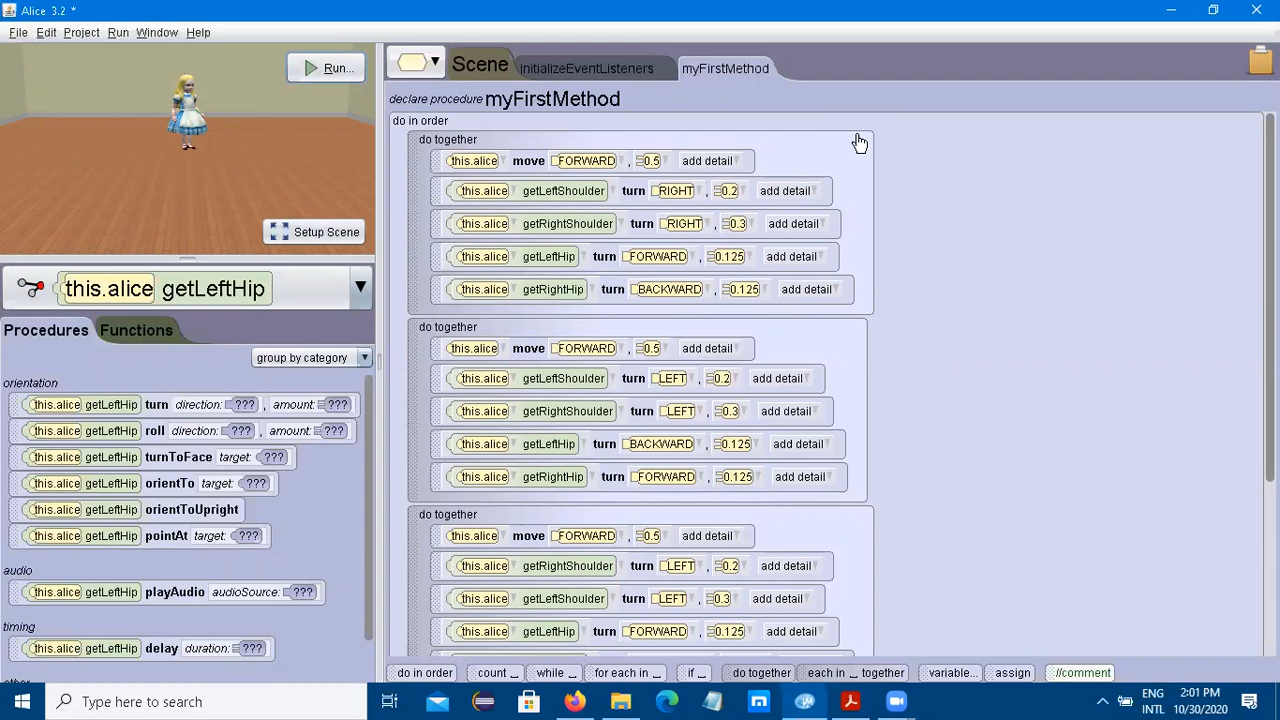 Alice 3.2 *
File Edit Project Run Window Help
Run...
Setup Scene
Scene initializeEventListeners myFirstMethod
declare procedure myFirstMethod
do in order
do together
this.alice move FORWARD , 0.5 add detail
this.alice getLeftShoulder turn RIGHT , 0.2 add detail
this.alice getRightShoulder turn RIGHT , 0.3 add detail
this.alice getLeftHip turn FORWARD , 0.125 add detail
this.alice getRightHip turn BACKWARD , 0.125 add detail
do together
this.alice move FORWARD , 0.5 add detail
this.alice getLeftShoulder turn LEFT , 0.2 add detail
this.alice getRightShoulder turn LEFT , 0.3 add detail
this.alice getLeftHip turn BACKWARD , 0.125 add detail
this.alice getRightHip turn FORWARD , 0.125 add detail
do together
this.alice move FORWARD , 0.5 add detail
this.alice getRightShoulder turn LEFT , 0.2 add detail
this.alice getLeftShoulder turn LEFT , 0.3 add detail
this.alice getLeftHip turn FORWARD , 0.125 add detail
this.alice getLeftHip
Procedures Functions
group by category
orientation
this.alice getLeftHip turn direction: ??? , amount: ???
this.alice getLeftHip roll direction: ??? , amount: ???
this.alice getLeftHip turnToFace target: ???
this.alice getLeftHip orientTo target: ???
this.alice getLeftHip orientToUpright
this.alice getLeftHip pointAt target: ???
audio
this.alice getLeftHip playAudio audioSource: ???
timing
this.alice getLeftHip delay duration: ???
do in order count _ while _ for each in _ if _ do together each in _ together variable... assign //comment
Type here to search
ENG
INTL
2:01 PM
10/30/2020